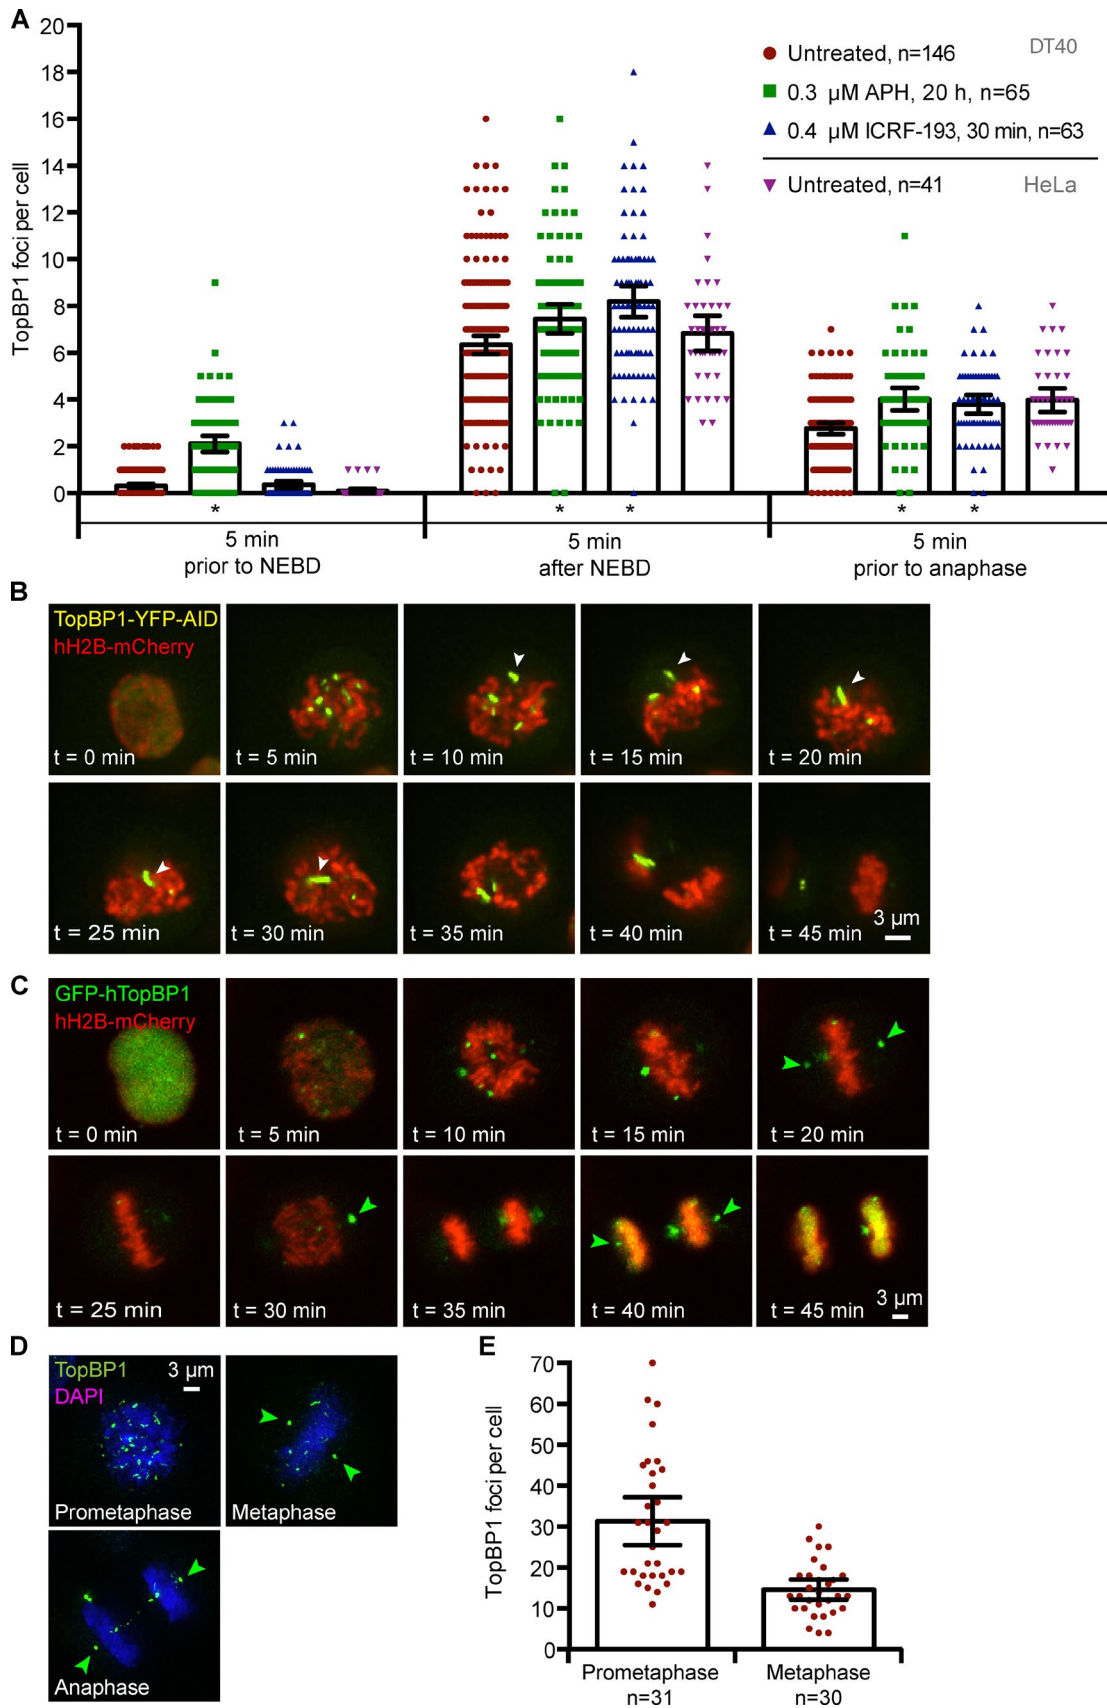 A
20
18
16
14
12
10
8
6
4
2
0
TopBP1 foci per cell
Untreated, n=146
DT40
0.3 µM APH, 20 h, n=65
0.4 µM ICRF-193, 30 min, n=63
Untreated, n=41
HeLa
* * * * *
5 min
prior to NEBD
5 min
after NEBD
5 min
prior to anaphase
B
TopBP1-YFP-AID
hH2B-mCherry
t = 0 min
t = 5 min
t = 10 min
t = 15 min
t = 20 min
t = 25 min
t = 30 min
t = 35 min
t = 40 min
t = 45 min
3 µm
C
GFP-hTopBP1
hH2B-mCherry
t = 0 min
t = 5 min
t = 10 min
t = 15 min
t = 20 min
t = 25 min
t = 30 min
t = 35 min
t = 40 min
t = 45 min
3 µm
D
TopBP1
DAPI
3 µm
Prometaphase
Metaphase
Anaphase
E
70
60
50
40
30
20
10
0
TopBP1 foci per cell
Prometaphase
n=31
Metaphase
n=30